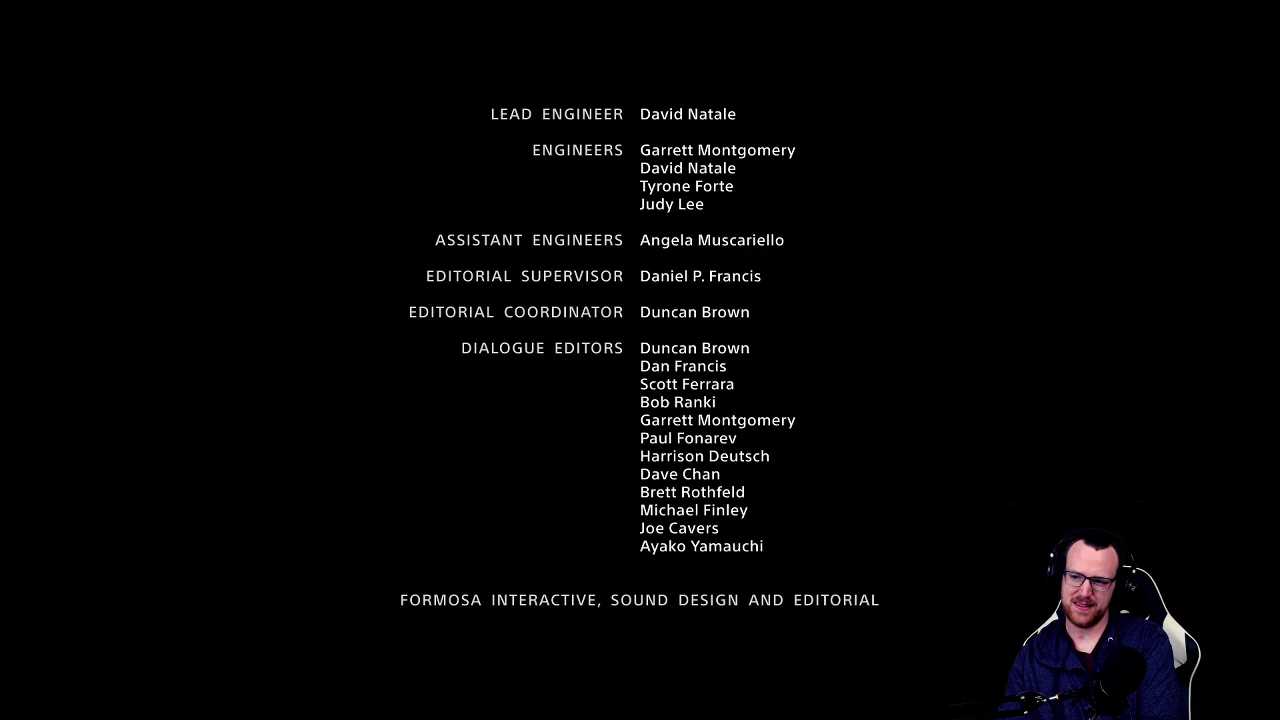 LEAD ENGINEER David Natale
ENGINEERS Garrett Montgomery
David Natale
Tyrone Forte
Judy Lee
ASSISTANT ENGINEERS Angela Muscariello
EDITORIAL SUPERVISOR Daniel P. Francis
EDITORIAL COORDINATOR Duncan Brown
DIALOGUE EDITORS Duncan Brown
Dan Francis
Scott Ferrara
Bob Ranki
Garrett Montgomery
Paul Fonarev
Harrison Deutsch
Dave Chan
Brett Rothfeld
Michael Finley
Joe Cavers
Ayako Yamauchi
FORMOSA INTERACTIVE, SOUND DESIGN AND EDITORIAL